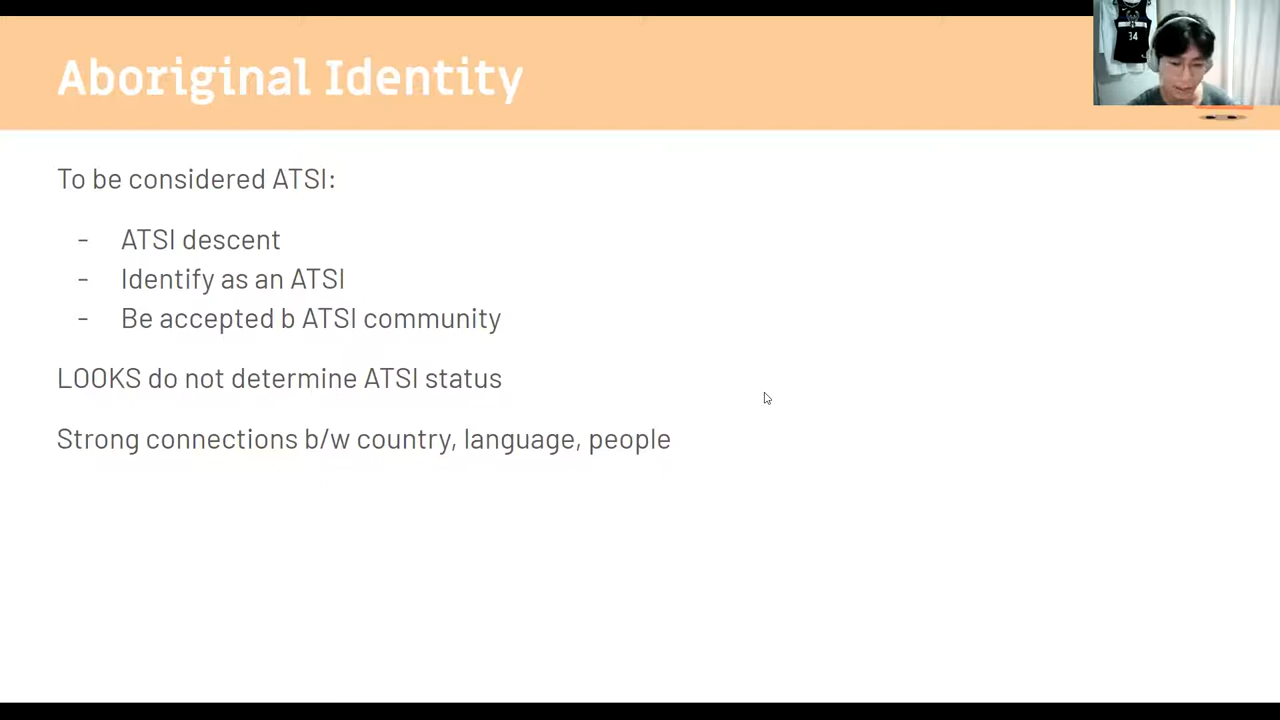 Aboriginal Identity
34
To be considered ATSI:
- ATSI descent
- Identify as an ATSI
- Be accepted b ATSI community
LOOKS do not determine ATSI status
Strong connections b/w country, language, people